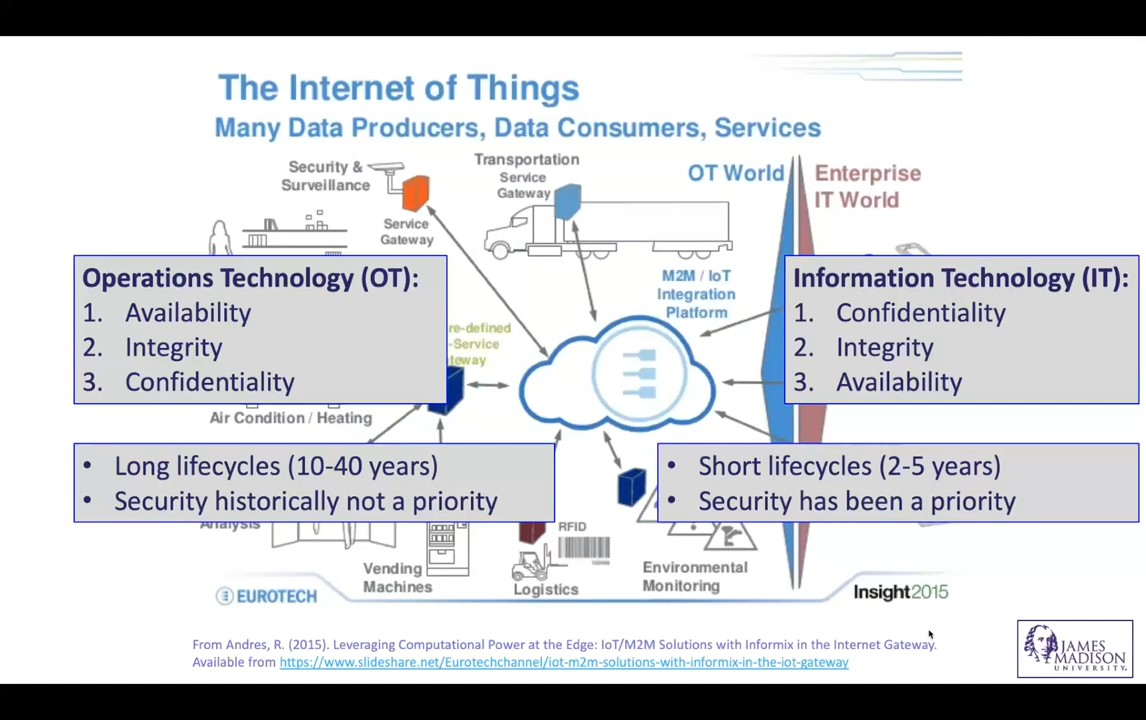 The Internet of Things
Many Data Producers, Data Consumers, Services
Security &
Surveillance
Service
Gateway
Transportation
Service
Gateway
OT World
Enterprise
IT World
M2M / IoT
Integration
Platform
Operations Technology (OT):
1. Availability
2. Integrity
3. Confidentiality
Information Technology (IT):
1. Confidentiality
2. Integrity
3. Availability
re-defined
-Service
teway
Air Condition / Heating
• Long lifecycles (10-40 years)
• Security historically not a priority
• Short lifecycles (2-5 years)
• Security has been a priority
Analysis
Vending
Machines
RFID
Logistics
Environmental
Monitoring
EUROTECH
Insight2015
From Andres, R. (2015). Leveraging Computational Power at the Edge: IoT/M2M Solutions with Informix in the Internet Gateway.
Available from https://www.slideshare.net/Eurotechchannel/iot-m2m-solutions-with-informix-in-the-iot-gateway
JAMES
MADISON
UNIVERSITY.